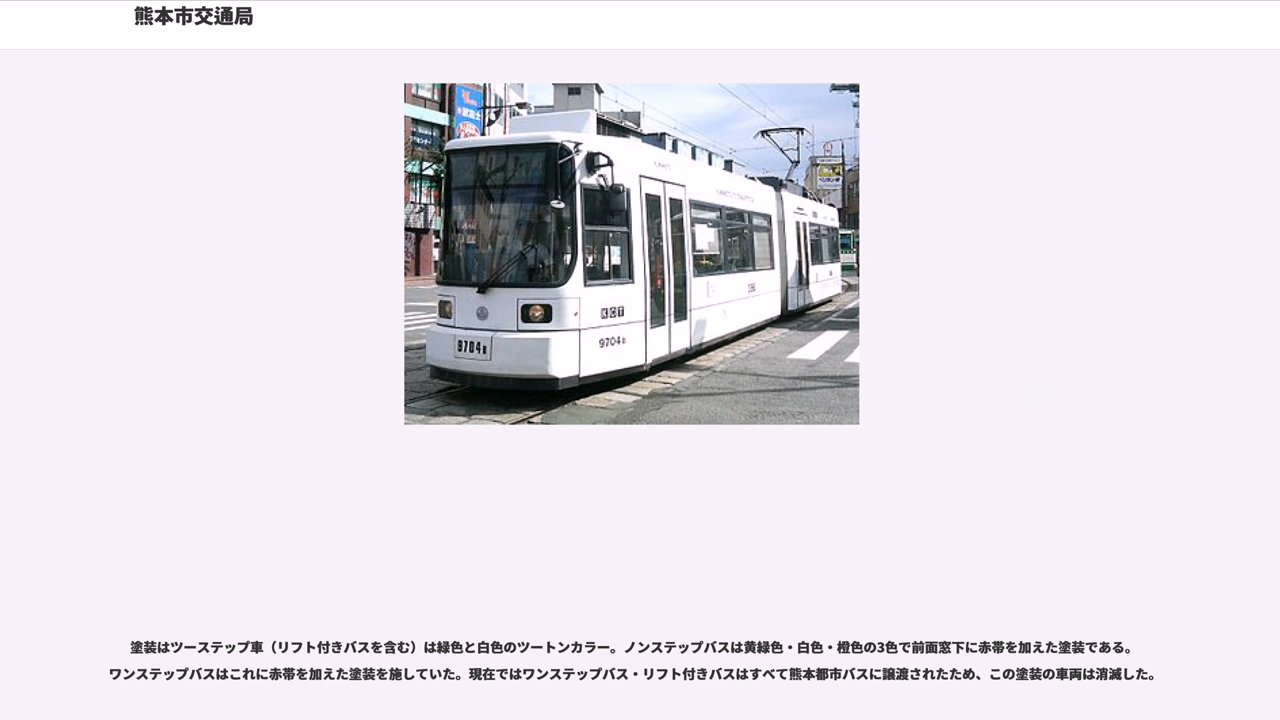 熊本市交通局
KCT
9704B
9704B
塗装はツーステップ車（リフト付きバスを含む）は緑色と白色のツートンカラー。ノンステップバスは黄緑色・白色・橙色の3色で前面窓下に赤帯を加えた塗装である。
ワンステップバスはこれに赤帯を加えた塗装を施していた。現在ではワンステップバス・リフト付きバスはすべて熊本都市バスに譲渡されたため、この塗装の車両は消滅した。